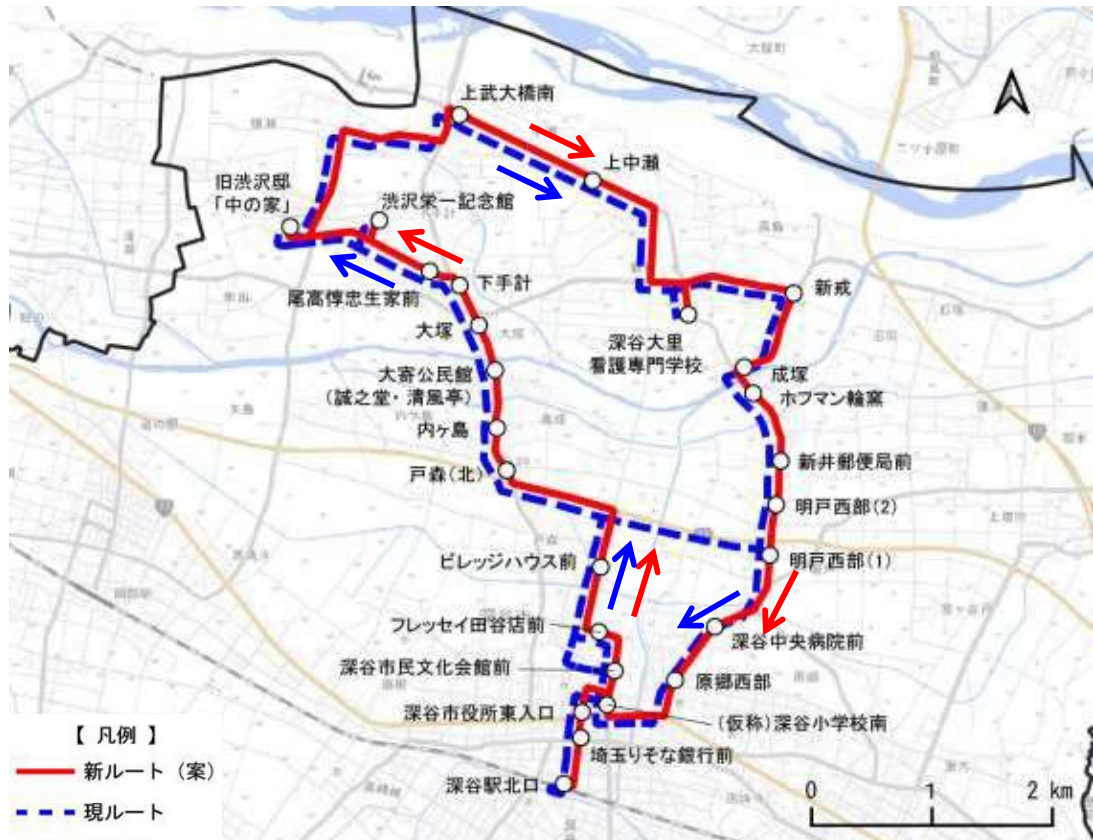 上武大橋南
上中瀬
旧渋沢邸
「中の家」
渋沢栄一記念館
尾高惇忠生家前
下手計
新戒
深谷大里
看護専門学校
大塚
成塚
大寄公民館
(誠之堂・清風亭)
ホフマン輪窯
内ヶ島
新井郵便局前
戸森(北)
明戸西部(2)
ビレッジハウス前
明戸西部(1)
フレッセイ田谷店前
深谷中央病院前
深谷市民文化会館前
原郷西部
深谷市役所東入口
(仮称)深谷小学校南
埼玉りそな銀行前
深谷駅北口
【 凡例 】
新ルート（案）
現ルート
0 1 2 km